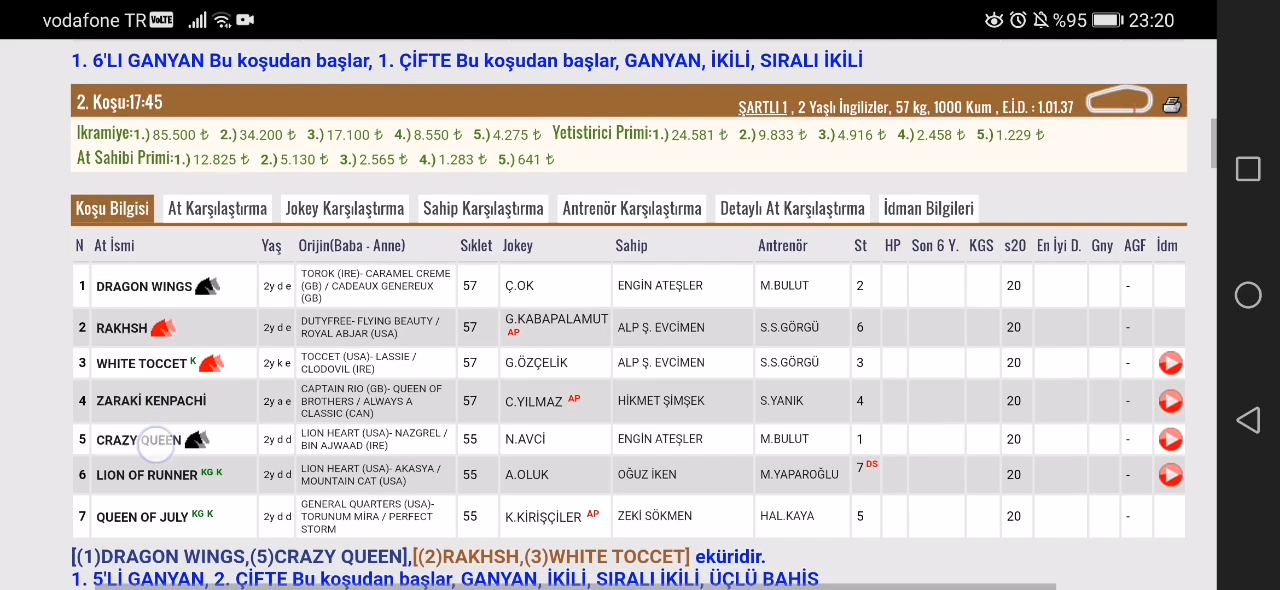 vodafone TR VoLTE %95 23:20
1. 6'LI GANYAN Bu koşudan başlar, 1. ÇİFTE Bu koşudan başlar, GANYAN, İKİLİ, SIRALI İKİLİ
2. Koşu:17:45 ŞARTLI 1 , 2 Yaşlı İngilizler, 57 kg, 1000 Kum , E.İ.D. : 1.01.37
Ikramiye:1.) 85.500 ₺ 2.) 34.200 ₺ 3.) 17.100 ₺ 4.) 8.550 ₺ 5.) 4.275 ₺ Yetistirici Primi:1.) 24.581 ₺ 2.) 9.833 ₺ 3.) 4.916 ₺ 4.) 2.458 ₺ 5.) 1.229 ₺
At Sahibi Primi:1.) 12.825 ₺ 2.) 5.130 ₺ 3.) 2.565 ₺ 4.) 1.283 ₺ 5.) 641 ₺
Koşu Bilgisi At Karşılaştırma Jokey Karşılaştırma Sahip Karşılaştırma Antrenör Karşılaştırma Detaylı At Karşılaştırma İdman Bilgileri
N At İsmi Yaş Orijin(Baba - Anne) Sıklet Jokey Sahip Antrenör St HP Son 6 Y. KGS s20 En İyi D. Gny AGF İdm
1 DRAGON WINGS 2y d e TOROK (IRE)- CARAMEL CREME (GB) / CADEAUX GENEREUX (GB) 57 Ç.OK ENGİN ATEŞLER M.BULUT 2 20 -
2 RAKHSH 2y d e DUTYFREE- FLYING BEAUTY / ROYAL ABJAR (USA) 57 G.KABAPALAMUT AP ALP Ş. EVCİMEN S.S.GÖRGÜ 6 20 -
3 WHITE TOCCET K 2y k e TOCCET (USA)- LASSIE / CLODOVIL (IRE) 57 G.ÖZÇELİK ALP Ş. EVCİMEN S.S.GÖRGÜ 3 20 -
4 ZARAKİ KENPACHİ 2y a e CAPTAIN RIO (GB)- QUEEN OF BROTHERS / ALWAYS A CLASSIC (CAN) 57 C.YILMAZ AP HİKMET ŞİMŞEK S.YANIK 4 20 -
5 CRAZY QUEEN 2y d d LION HEART (USA)- NAZGREL / BIN AJWAAD (IRE) 55 N.AVCİ ENGİN ATEŞLER M.BULUT 1 20 -
6 LION OF RUNNER KG K 2y d d LION HEART (USA)- AKASYA / MOUNTAIN CAT (USA) 55 A.OLUK OĞUZ İKEN M.YAPAROĞLU 7 DS 20 -
7 QUEEN OF JULY KG K 2y d d GENERAL QUARTERS (USA)- TORUNUM MİRA / PERFECT STORM 55 K.KİRİŞÇİLER AP ZEKİ SÖKMEN HAL.KAYA 5 20 -
[(1)DRAGON WINGS,(5)CRAZY QUEEN],[(2)RAKHSH,(3)WHITE TOCCET] eküridir.
1. 5'Lİ GANYAN, 2. ÇİFTE Bu koşudan başlar, GANYAN, İKİLİ, SIRALI İKİLİ, ÜÇLÜ BAHİS